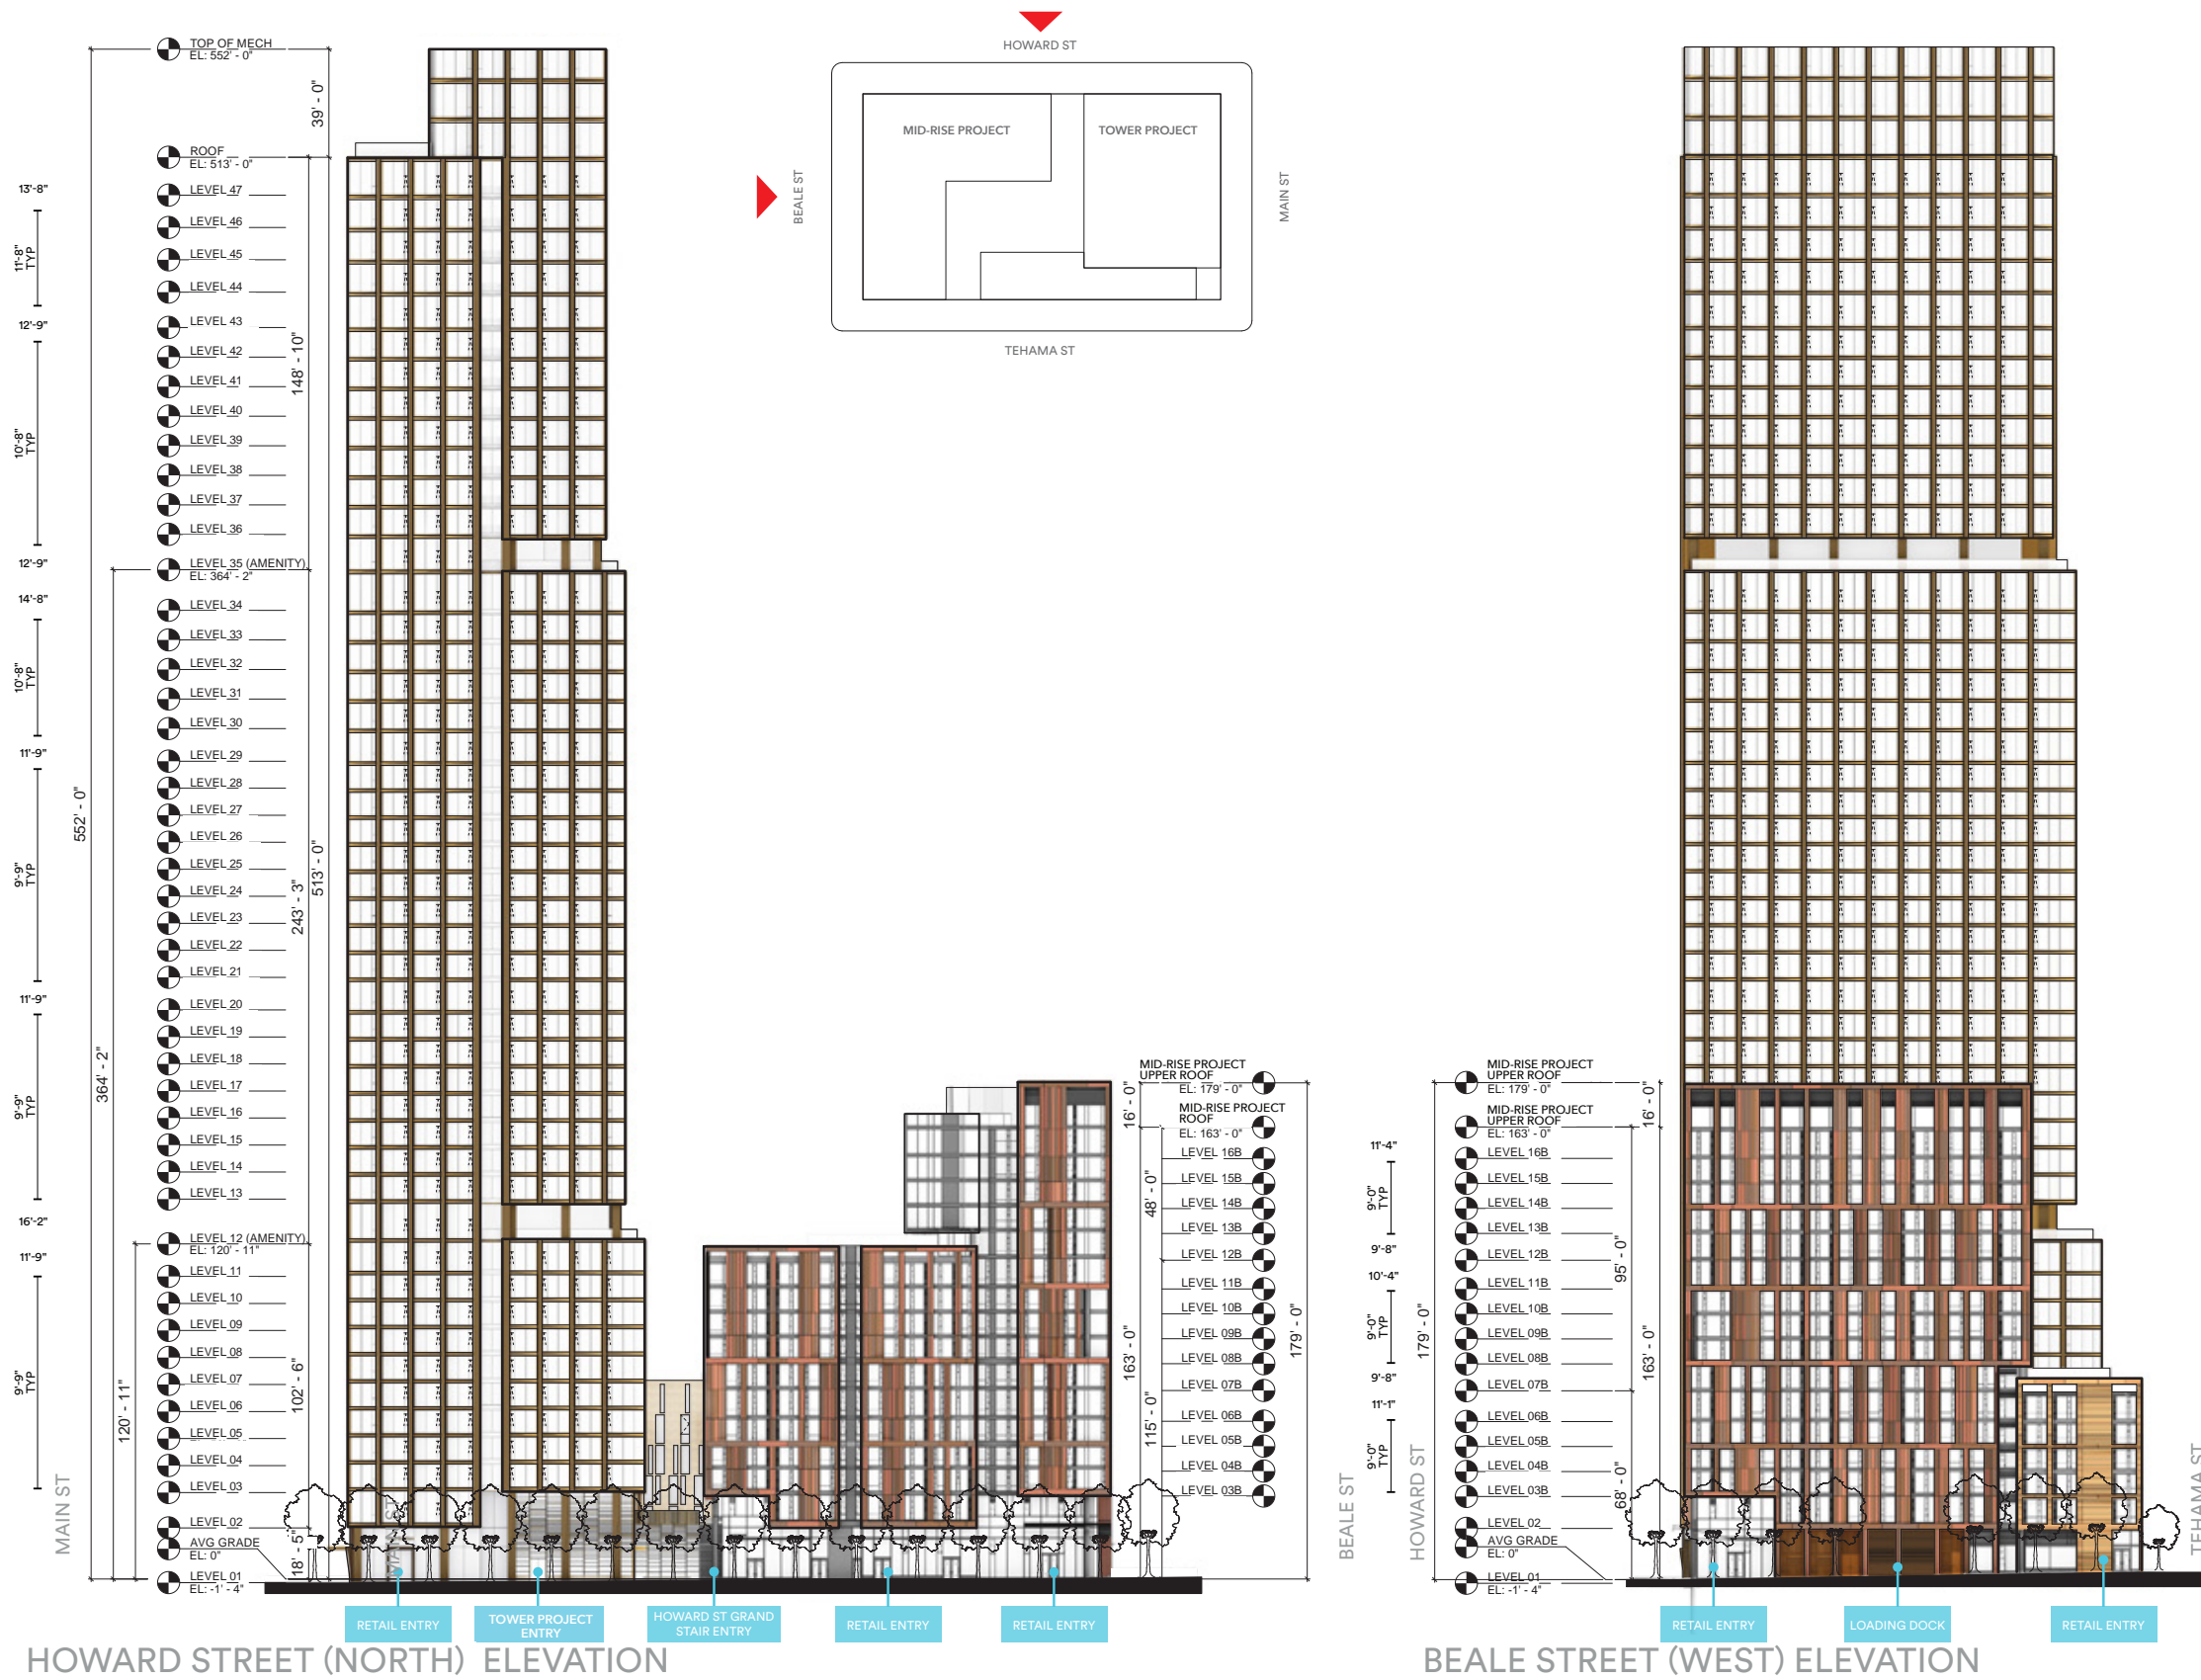 TOP OF MECH
EL: 552' - 0"
39' - 0"
ROOF
EL: 513' - 0"
13'-8"
LEVEL 47
LEVEL 46
11'-8"
TYP
LEVEL 45
LEVEL 44
12'-9"
LEVEL 43
LEVEL 42
148' - 10"
LEVEL 41
LEVEL 40
10'-8"
TYP
LEVEL 39
LEVEL 38
LEVEL 37
LEVEL 36
12'-9"
LEVEL 35 (AMENITY)
EL: 364' - 2"
14'-8"
LEVEL 34
LEVEL 33
10'-8"
TYP
LEVEL 32
LEVEL 31
LEVEL 30
11'-9"
LEVEL 29
LEVEL 28
552' - 0"
LEVEL 27
LEVEL 26
9'-9"
TYP
LEVEL 25
513' - 0"
LEVEL 24
243' - 3"
LEVEL 23
LEVEL 22
LEVEL 21
11'-9"
LEVEL 20
LEVEL 19
364' - 2"
LEVEL 18
LEVEL 17
9'-9"
TYP
LEVEL 16
LEVEL 15
LEVEL 14
LEVEL 13
16'-2"
LEVEL 12 (AMENITY)
EL: 120' - 11"
11'-9"
LEVEL 11
LEVEL 10
LEVEL 09
LEVEL 08
9'-9"
TYP
LEVEL 07
102' - 6"
LEVEL 06
120' - 11"
LEVEL 05
LEVEL 04
LEVEL 03
LEVEL 02
AVG GRADE
EL: 0"
18' - 5"
LEVEL 01
EL: -1' - 4"
MAIN ST
HOWARD ST
MID-RISE PROJECT
TOWER PROJECT
BEALE ST
MAIN ST
TEHAMA ST
MID-RISE PROJECT
UPPER ROOF
EL: 179' - 0"
16' - 0"
MID-RISE PROJECT
ROOF
EL: 163' - 0"
LEVEL 16B
LEVEL 15B
48' - 0"
LEVEL 14B
LEVEL 13B
LEVEL 12B
LEVEL 11B
LEVEL 10B
LEVEL 09B
179' - 0"
163' - 0"
LEVEL 08B
LEVEL 07B
115' - 0"
LEVEL 06B
LEVEL 05B
LEVEL 04B
LEVEL 03B
BEALE ST
RETAIL ENTRY
TOWER PROJECT
ENTRY
HOWARD ST GRAND
STAIR ENTRY
RETAIL ENTRY
RETAIL ENTRY
HOWARD STREET (NORTH) ELEVATION
MID-RISE PROJECT
UPPER ROOF
EL: 179' - 0"
16' - 0"
MID-RISE PROJECT
UPPER ROOF
EL: 163' - 0"
11'-4"
LEVEL 16B
LEVEL 15B
9'-0"
TYP
LEVEL 14B
LEVEL 13B
9'-8"
LEVEL 12B
95' - 0"
10'-4"
LEVEL 11B
LEVEL 10B
9'-0"
TYP
LEVEL 09B
179' - 0"
163' - 0"
LEVEL 08B
9'-8"
LEVEL 07B
11'-1"
LEVEL 06B
LEVEL 05B
9'-0"
TYP
LEVEL 04B
68' - 0"
LEVEL 03B
LEVEL 02
AVG GRADE
EL: 0"
LEVEL 01
EL: -1' - 4"
HOWARD ST
TEHAMA ST
RETAIL ENTRY
LOADING DOCK
RETAIL ENTRY
BEALE STREET (WEST) ELEVATION